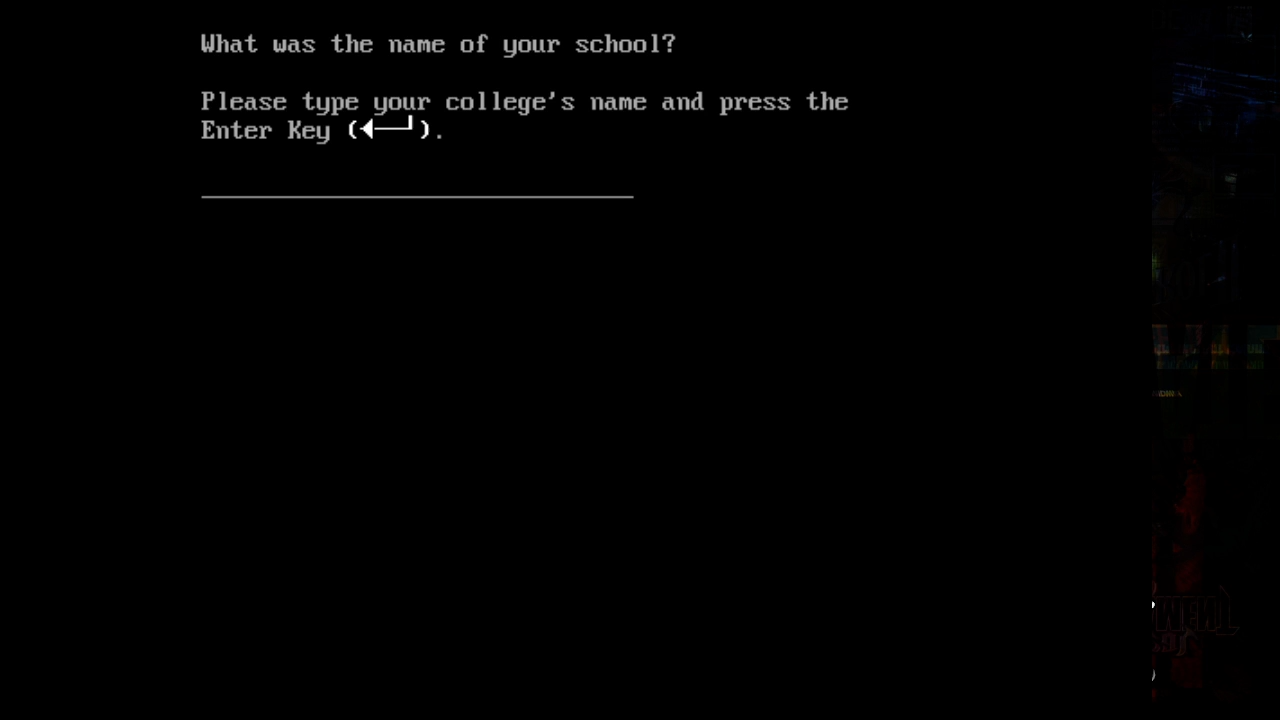 What was the name of your school?
Please type your college's name and press the
Enter Key (◄─┘).